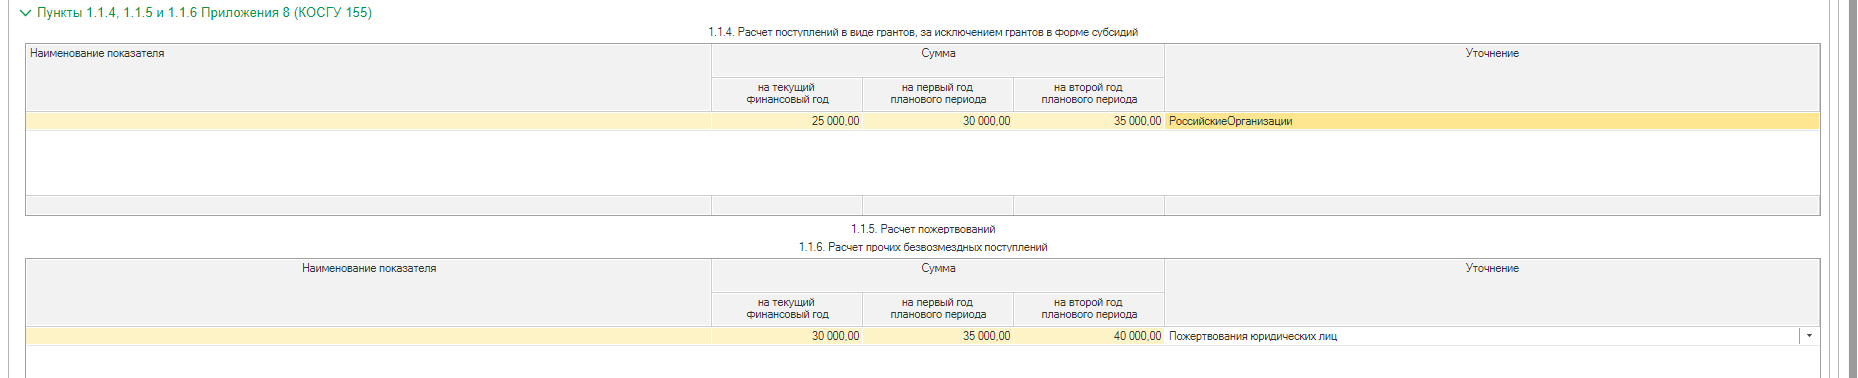 Пункты 1.1.4, 1.1.5 и 1.1.6 Приложения 8 (КОСГУ 155)
1.1.4. Расчет поступлений в виде грантов, за исключением грантов в форме субсидий
Наименование показателя Сумма Уточнение
на текущий финансовый год на первый год планового периода на второй год планового периода
25 000,00 30 000,00 35 000,00 РоссийскиеОрганизации
1.1.5. Расчет пожертвований
1.1.6. Расчет прочих безвозмездных поступлений
Наименование показателя Сумма Уточнение
на текущий финансовый год на первый год планового периода на второй год планового периода
30 000,00 35 000,00 40 000,00 Пожертвования юридических лиц